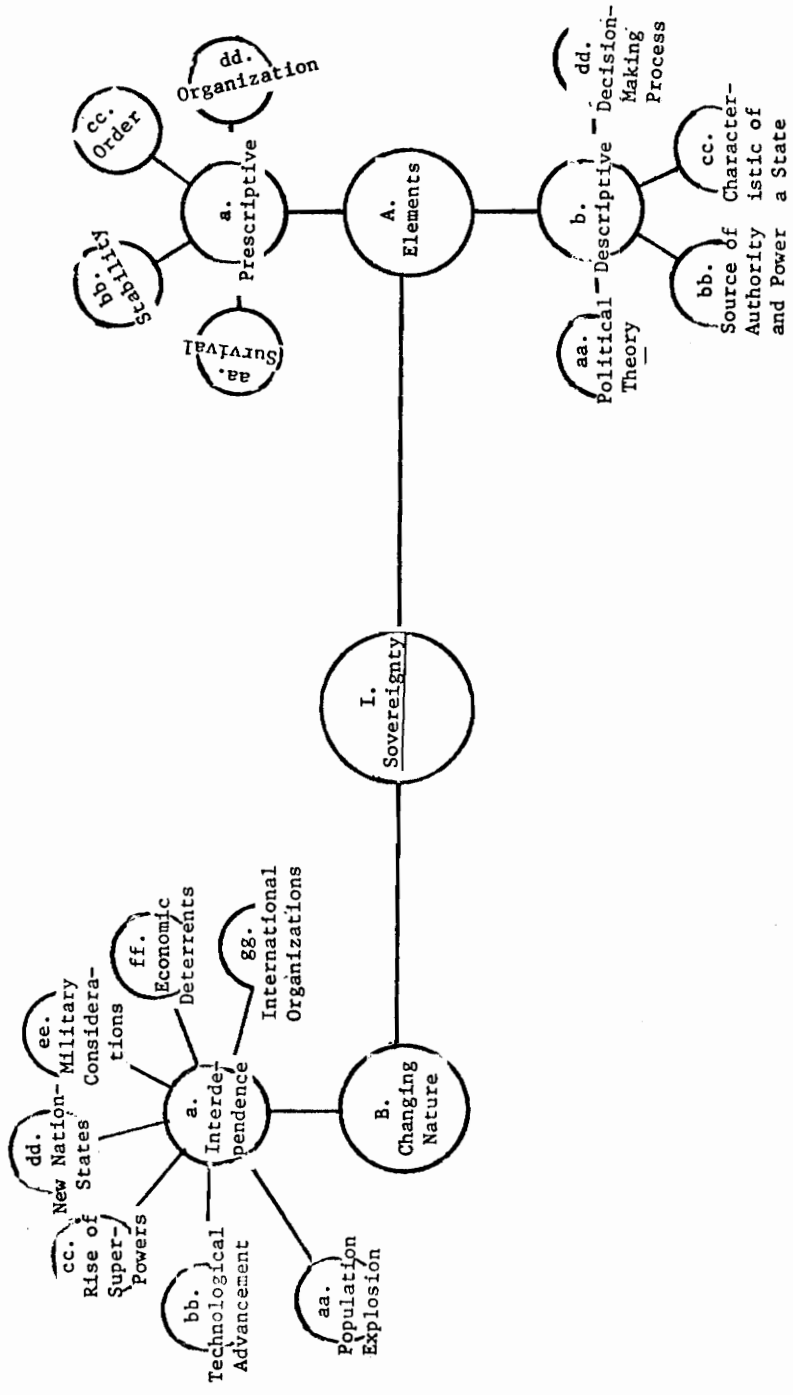 I.
Sovereignty
A.
Elements
a.
Prescriptive
aa.
Survival
bb.
Stability
cc.
Order
dd.
Organization
b.
Descriptive
aa.
Political
Theory
bb.
Source of
Authority
and Power
cc.
Character-
istic of
a State
dd.
Decision-
Making
Process
B.
Changing
Nature
a.
Interde-
pendence
aa.
Population
Explosion
bb.
Technological
Advancement
cc.
Rise of
Super-
Powers
dd.
New Nation-
States
ee.
Military
Considera-
tions
ff.
Economic
Deterrents
gg.
International
Organizations